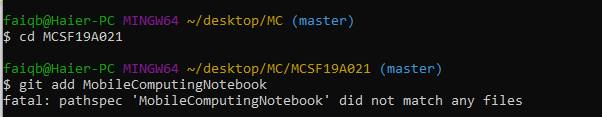 faiqb@Haier-PC MINGW64 ~/desktop/MC (master)
$ cd MCSF19A021
faiqb@Haier-PC MINGW64 ~/desktop/MC/MCSF19A021 (master)
$ git add MobileComputingNotebook
fatal: pathspec 'MobileComputingNotebook' did not match any files